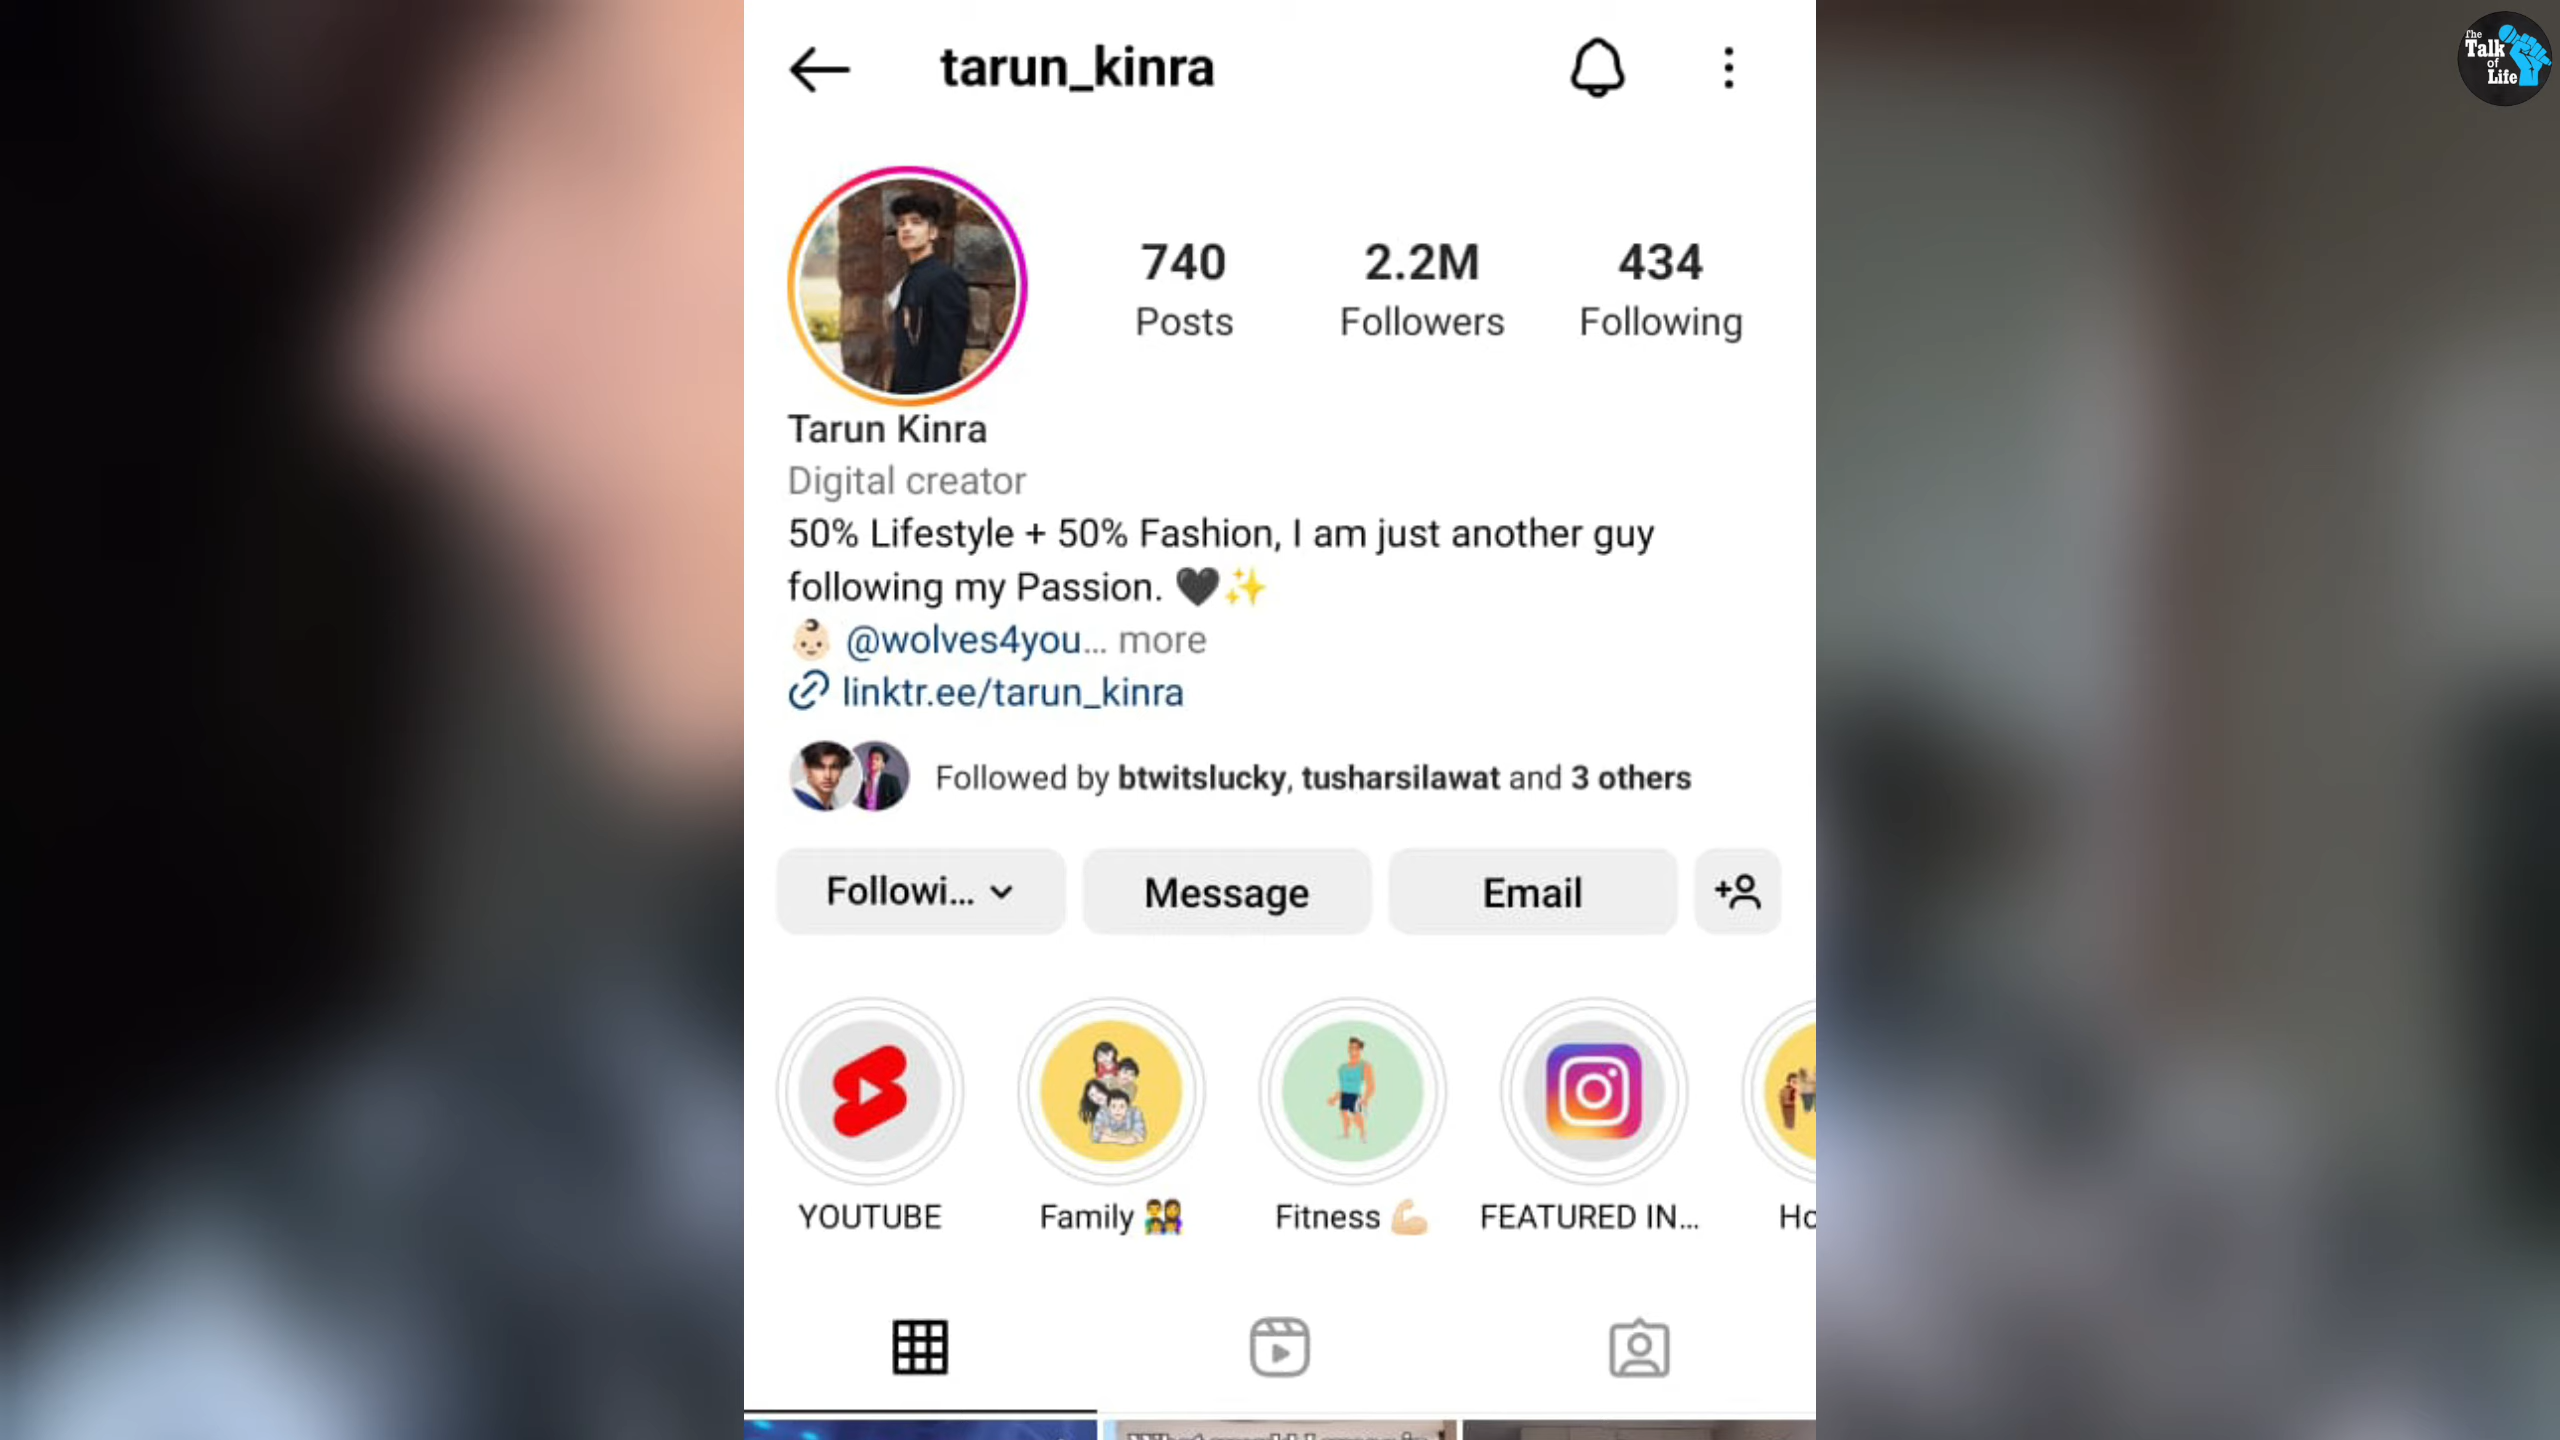 tarun_kinra
The
Talk
of
Life
740
2.2M
434
Posts
Followers
Following
Tarun Kinra
Digital creator
50% Lifestyle + 50% Fashion, I am just another guy
following my Passion. 🖤✨
👶🏻 @wolves4you... more
linktr.ee/tarun_kinra
Followed by btwitslucky, tusharsilawat and 3 others
Followi...
Message
Email
YOUTUBE
Family 👨‍👩‍👧‍👦
Fitness 💪🏻
FEATURED IN...
Ho